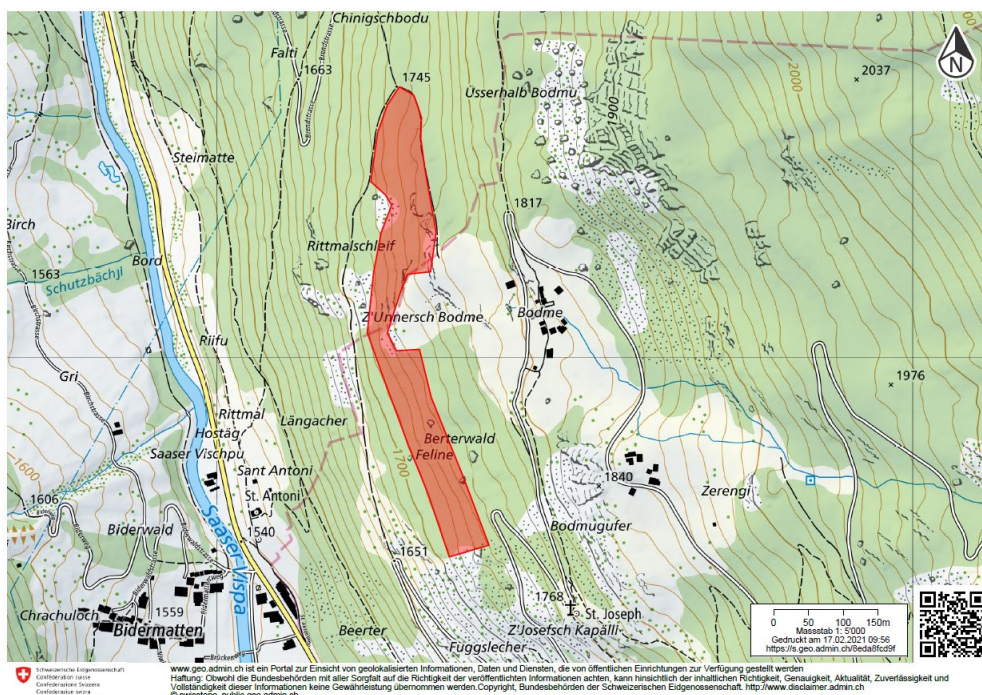 Chinigschbodu
Falti
1663
Brendstrasse
1745
Üsserhalb Bodmu
2037
2000
1900
N
Steimatte
1817
Birch
Rittmalschleif
Bord
1563
Schutzbächji
Z'Unnersch Bodme
Bodme
Riifu
1976
Gri
Rittmal
Hostäg
Längacher
Saaser Vischpu
Berterwald
Feline
1700
1600
Sant Antoni
St. Antoni
1840
Zerengi
1606
Biderwald
1540
Bodmugufer
Saaser Vispa
1651
1768
St. Joseph
Chrachuloch
1559
Bidermatten
Z'Josefsch Kapälli
Beerter
Függslecher
0 50 100 150m
Massstab 1: 5'000
Gedruckt am 17.02.2021 09:56
https://s.geo.admin.ch/8eda8fcd9f
Schweizerische Eidgenossenschaft
Confédération suisse
Confederazione Svizzera
Confederaziun svizra
www.geo.admin.ch ist ein Portal zur Einsicht von geolokalisierten Informationen, Daten und Diensten, die von öffentlichen Einrichtungen zur Verfügung gestellt werden
Haftung: Obwohl die Bundesbehörden mit aller Sorgfalt auf die Richtigkeit der veröffentlichten Informationen achten, kann hinsichtlich der inhaltlichen Richtigkeit, Genauigkeit, Aktualität, Zuverlässigkeit und
Vollständigkeit dieser Informationen keine Gewährleistung übernommen werden.Copyright, Bundesbehörden der Schweizerischen Eidgenossenschaft. http://www.disclaimer.admin.ch
© swisstopo, public.geo.admin.ch